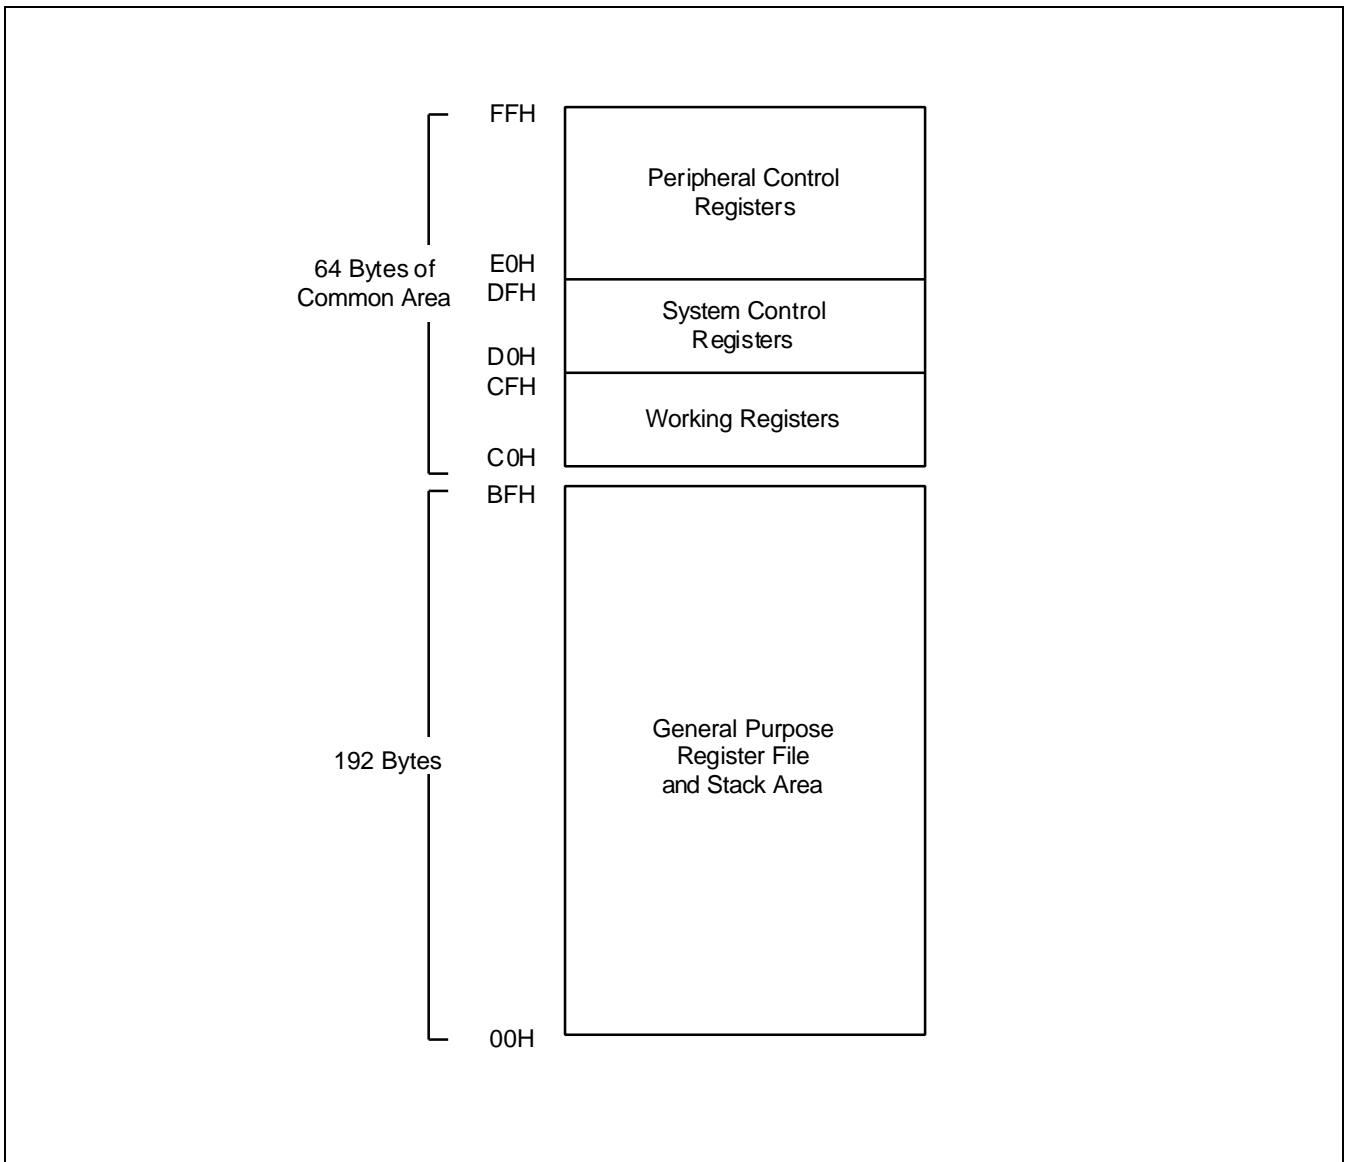 FFH
Peripheral Control
Registers
64 Bytes of
Common Area
E0H
DFH
System Control
Registers
D0H
CFH
Working Registers
C0H
BFH
General Purpose
Register File
and Stack Area
192 Bytes
00H